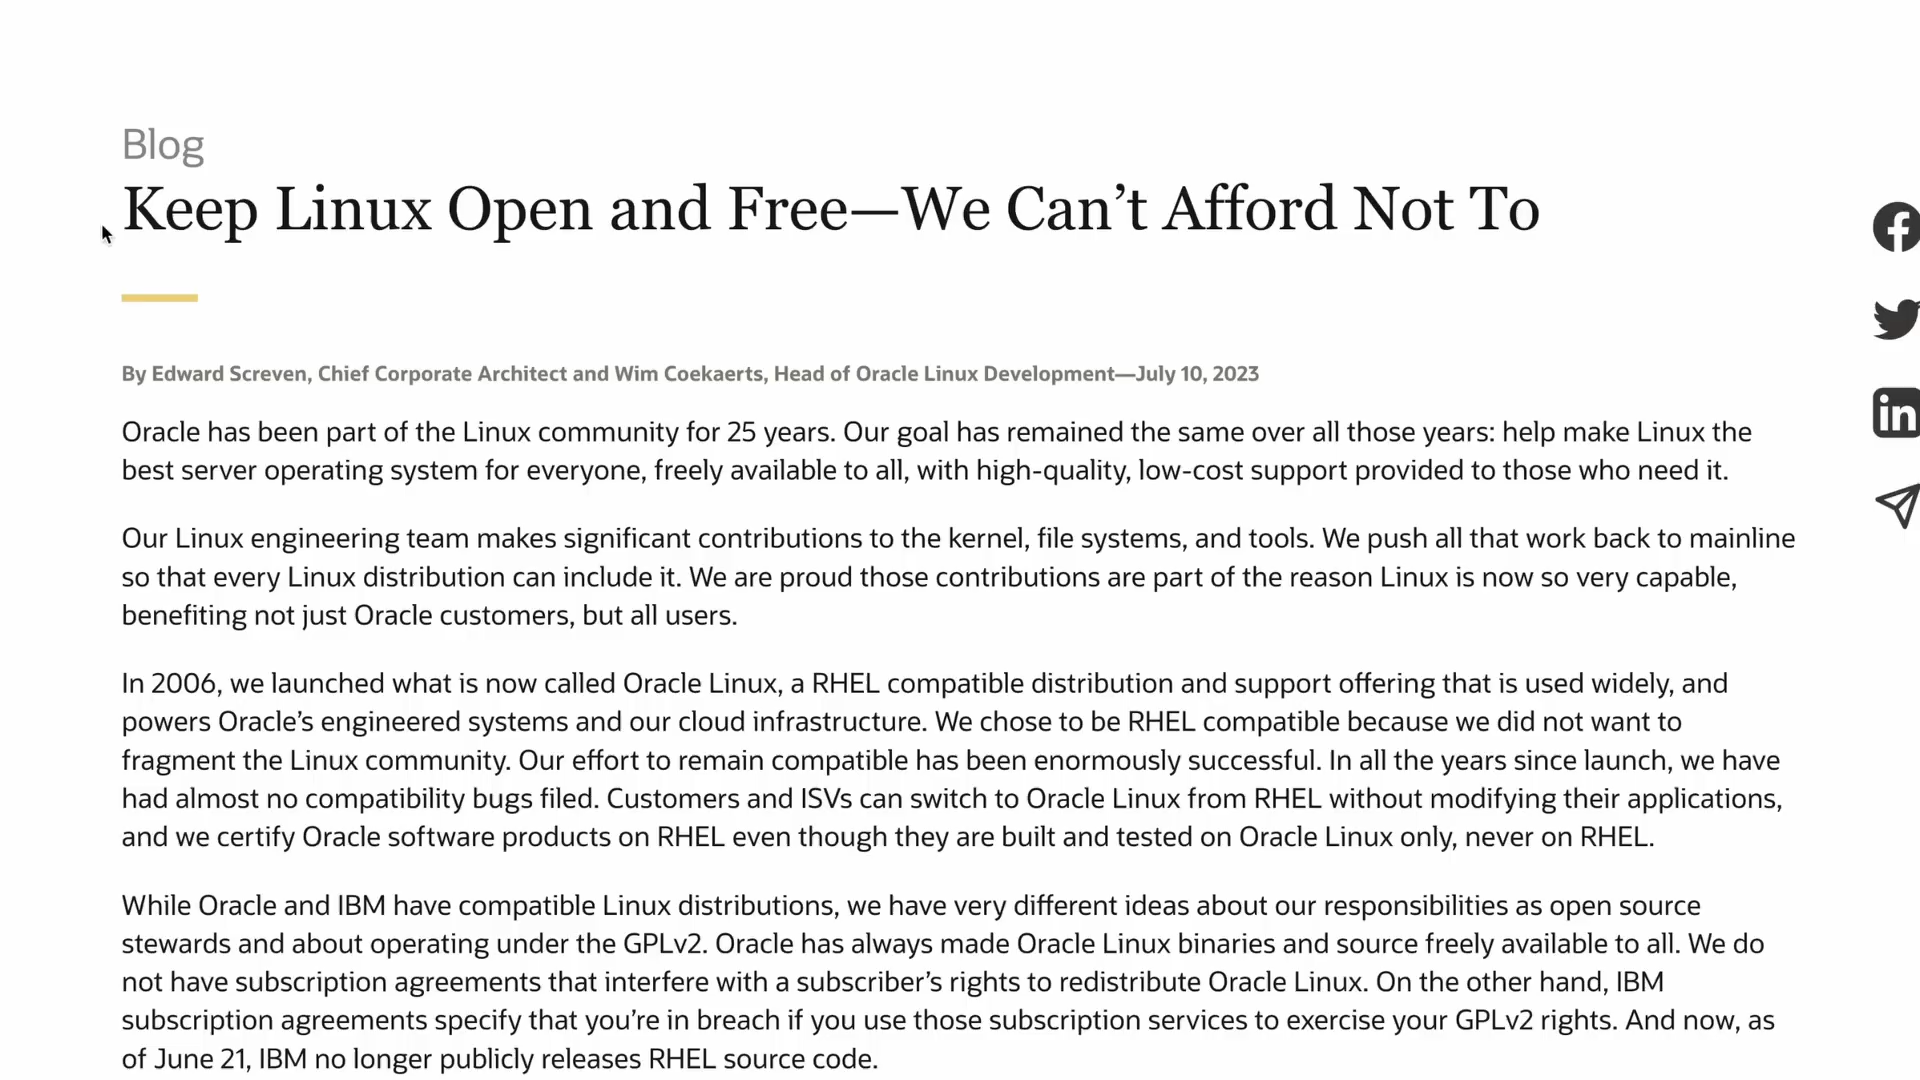 Blog
Keep Linux Open and Free—We Can’t Afford Not To
By Edward Screven, Chief Corporate Architect and Wim Coekaerts, Head of Oracle Linux Development—July 10, 2023
Oracle has been part of the Linux community for 25 years. Our goal has remained the same over all those years: help make Linux the
best server operating system for everyone, freely available to all, with high-quality, low-cost support provided to those who need it.
Our Linux engineering team makes significant contributions to the kernel, file systems, and tools. We push all that work back to mainline
so that every Linux distribution can include it. We are proud those contributions are part of the reason Linux is now so very capable,
benefiting not just Oracle customers, but all users.
In 2006, we launched what is now called Oracle Linux, a RHEL compatible distribution and support offering that is used widely, and
powers Oracle’s engineered systems and our cloud infrastructure. We chose to be RHEL compatible because we did not want to
fragment the Linux community. Our effort to remain compatible has been enormously successful. In all the years since launch, we have
had almost no compatibility bugs filed. Customers and ISVs can switch to Oracle Linux from RHEL without modifying their applications,
and we certify Oracle software products on RHEL even though they are built and tested on Oracle Linux only, never on RHEL.
While Oracle and IBM have compatible Linux distributions, we have very different ideas about our responsibilities as open source
stewards and about operating under the GPLv2. Oracle has always made Oracle Linux binaries and source freely available to all. We do
not have subscription agreements that interfere with a subscriber’s rights to redistribute Oracle Linux. On the other hand, IBM
subscription agreements specify that you’re in breach if you use those subscription services to exercise your GPLv2 rights. And now, as
of June 21, IBM no longer publicly releases RHEL source code.